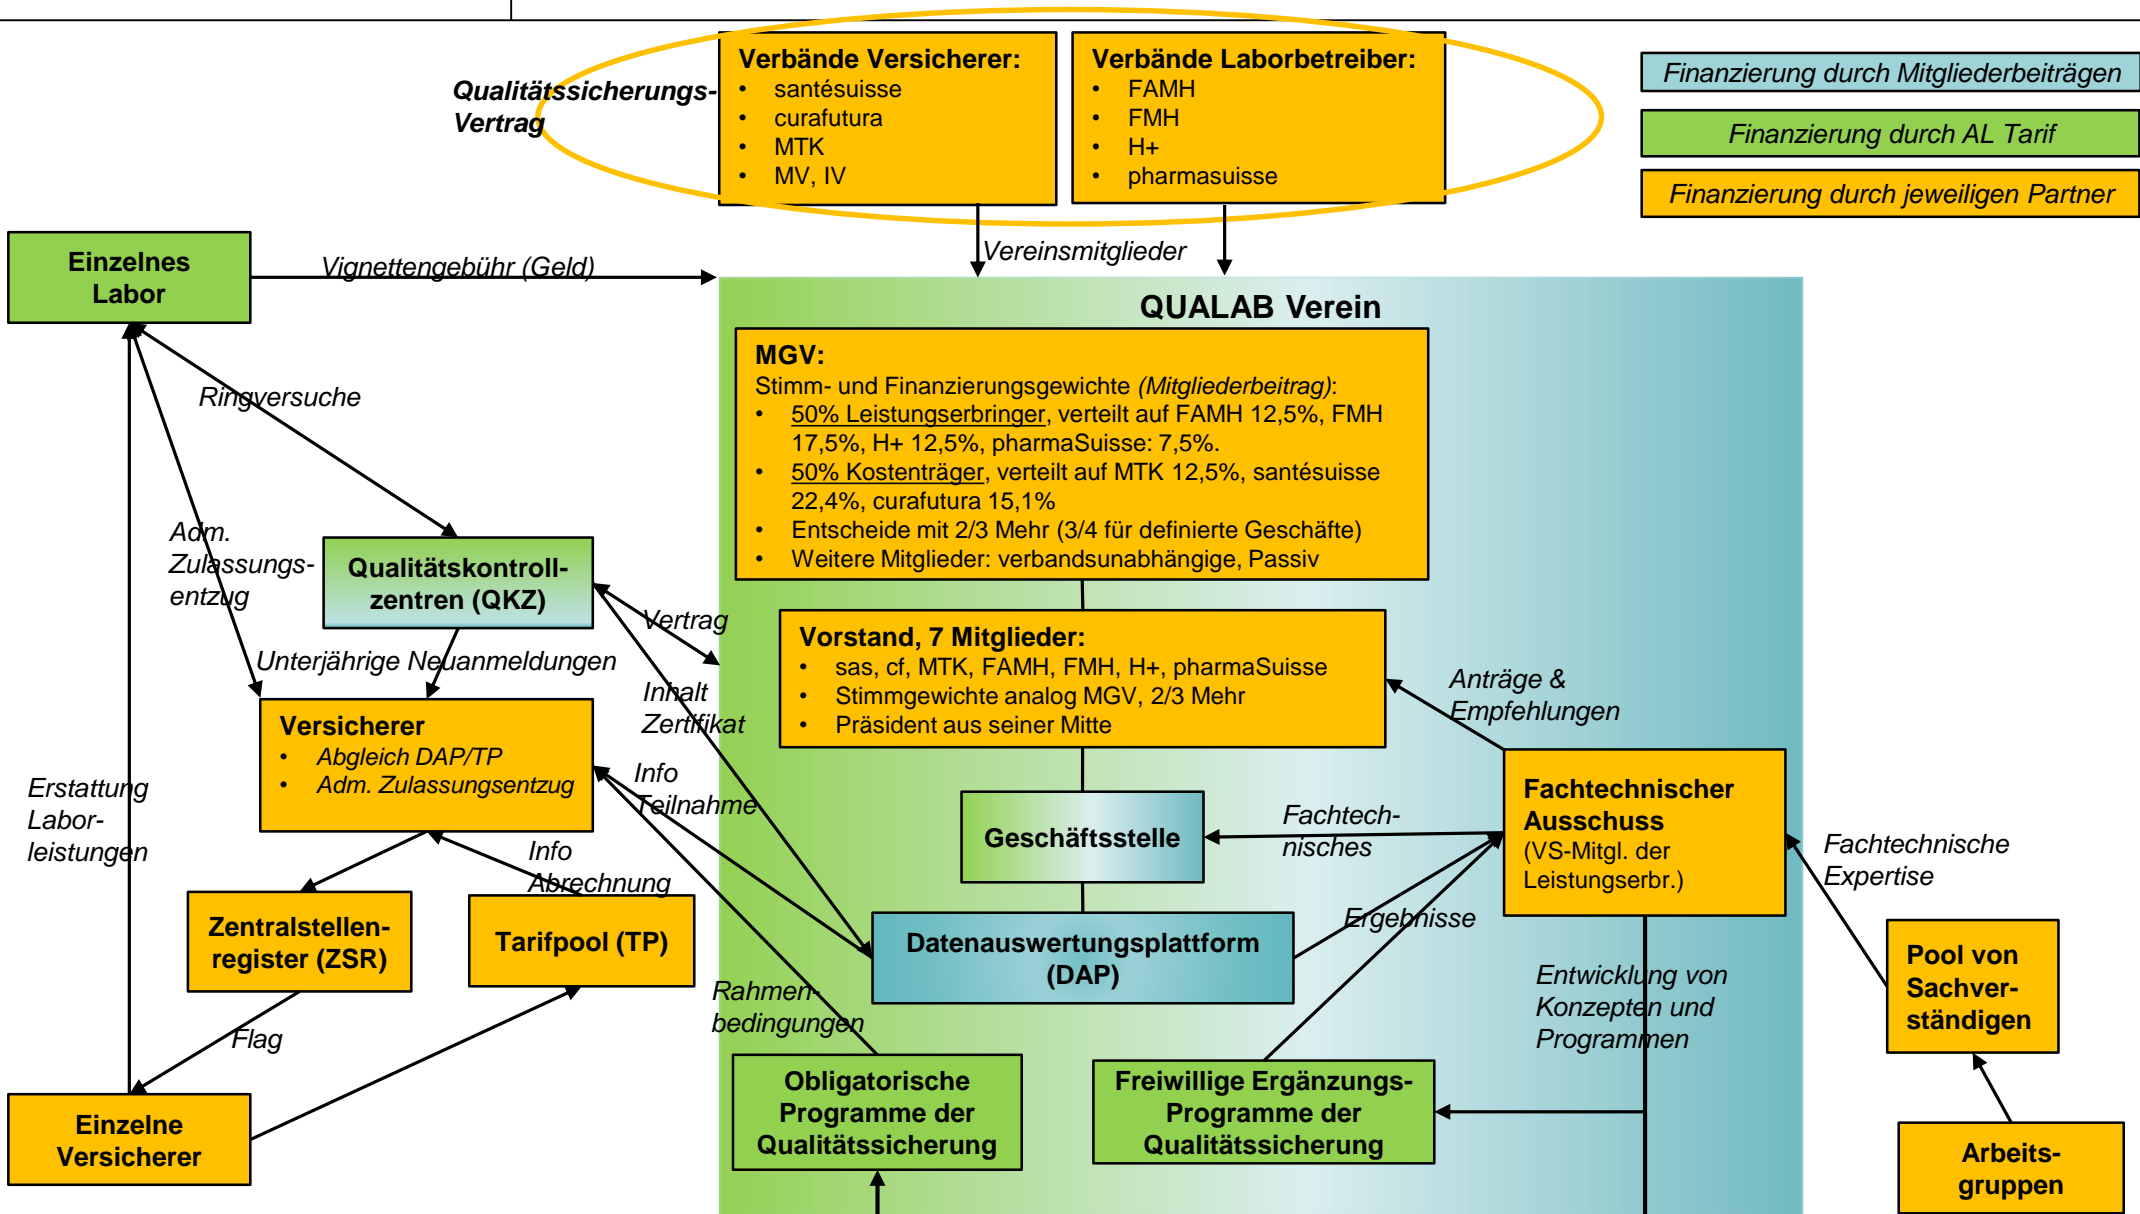 Verbände Versicherer:
• santésuisse
• curafutura
• MTK
• MV, IV
Verbände Laborbetreiber:
• FAMH
• FMH
• H+
• pharmasuisse
Qualitätssicherungs-
Vertrag
Finanzierung durch Mitgliederbeiträgen
Finanzierung durch AL Tarif
Finanzierung durch jeweiligen Partner
Vereinsmitglieder
Einzelnes
Labor
Vignettengebühr (Geld)
QUALAB Verein
MGV:
Stimm- und Finanzierungsgewichte (Mitgliederbeitrag):
• 50% Leistungserbringer, verteilt auf FAMH 12,5%, FMH
17,5%, H+ 12,5%, pharmaSuisse: 7,5%.
• 50% Kostenträger, verteilt auf MTK 12,5%, santésuisse
22,4%, curafutura 15,1%
• Entscheide mit 2/3 Mehr (3/4 für definierte Geschäfte)
• Weitere Mitglieder: verbandsunabhängige, Passiv
Ringversuche
Adm.
Zulassungs-
entzug
Qualitätskontroll-
zentren (QKZ)
Vertrag
Unterjährige Neuanmeldungen
Inhalt
Zertifikat
Vorstand, 7 Mitglieder:
• sas, cf, MTK, FAMH, FMH, H+, pharmaSuisse
• Stimmgewichte analog MGV, 2/3 Mehr
• Präsident aus seiner Mitte
Anträge &
Empfehlungen
Versicherer
• Abgleich DAP/TP
• Adm. Zulassungsentzug
Info
Teilnahme
Erstattung
Labor-
leistungen
Info
Abrechnung
Geschäftsstelle
Fachtech-
nisches
Fachtechnischer
Ausschuss
(VS-Mitgl. der
Leistungserbr.)
Fachtechnische
Expertise
Zentralstellen-
register (ZSR)
Tarifpool (TP)
Datenauswertungsplattform
(DAP)
Ergebnisse
Pool von
Sachver-
ständigen
Rahmen-
bedingungen
Entwicklung von
Konzepten und
Programmen
Flag
Einzelne
Versicherer
Obligatorische
Programme der
Qualitätssicherung
Freiwillige Ergänzungs-
Programme der
Qualitätssicherung
Arbeits-
gruppen